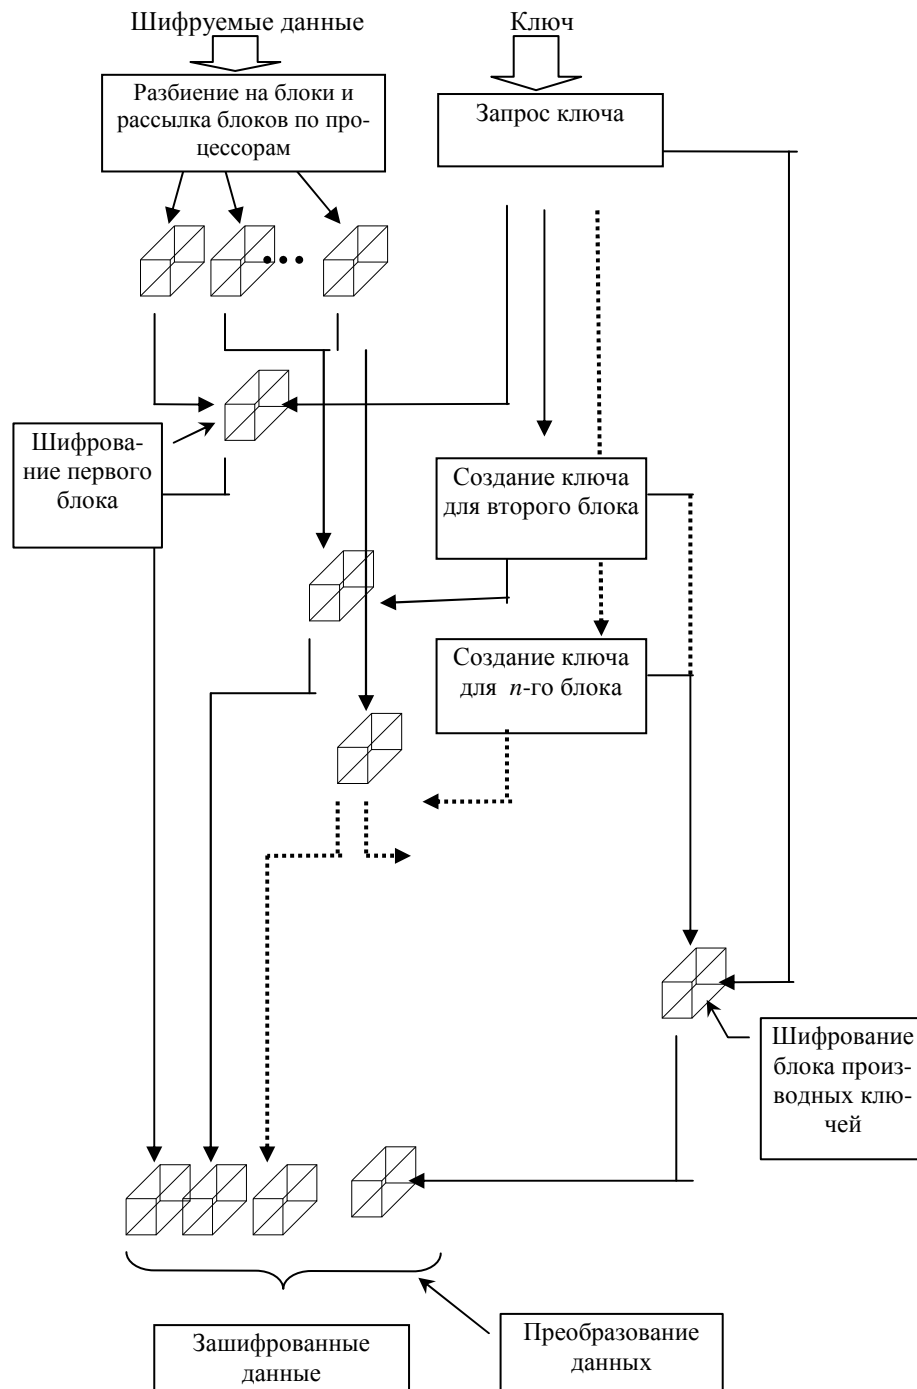 Шифруемые данные
Ключ
Разбиение на блоки и
рассылка блоков по про-
цессорам
Запрос ключа
Шифрова-
ние первого
блока
Создание ключа
для второго блока
Создание ключа
для n-го блока
Шифрование
блока произ-
водных клю-
чей
Зашифрованные
данные
Преобразование
данных